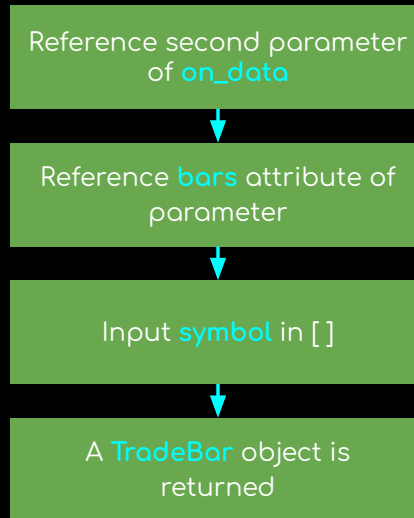 Reference second parameter
of on_data
Reference bars attribute of
parameter
Input symbol in [ ]
A TradeBar object is
returned